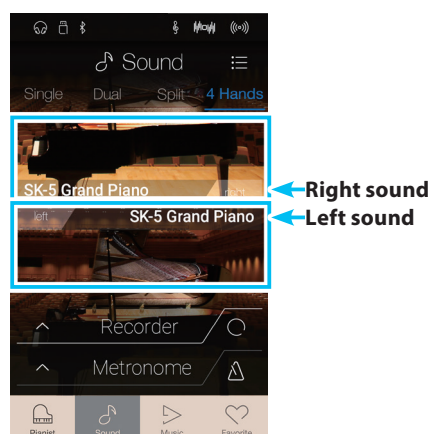 Sound
Single Dual Split 4 Hands
SK-5 Grand Piano right
Right sound
left SK-5 Grand Piano
Left sound
Recorder
Metronome
Pianist Sound Music Favorite